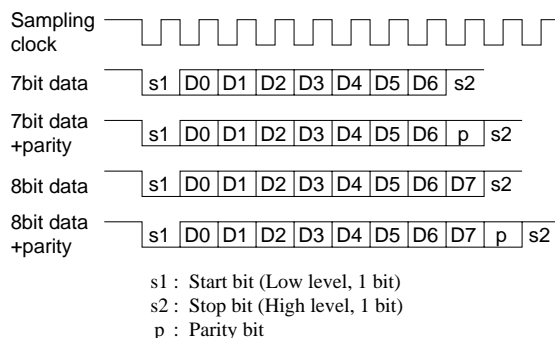 Sampling
clock
7bit data s1 D0 D1 D2 D3 D4 D5 D6 s2
7bit data
+parity s1 D0 D1 D2 D3 D4 D5 D6 p s2
8bit data s1 D0 D1 D2 D3 D4 D5 D6 D7 s2
8bit data
+parity s1 D0 D1 D2 D3 D4 D5 D6 D7 p s2
s1 : Start bit (Low level, 1 bit)
s2 : Stop bit (High level, 1 bit)
p : Parity bit